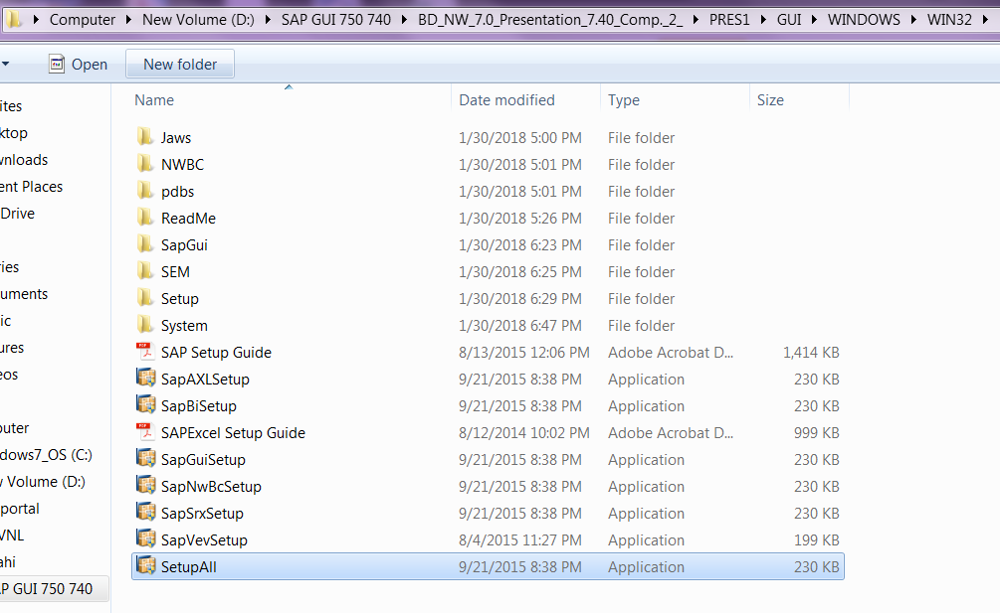 Computer New Volume (D:) SAP GUI 750 740 BD_NW_7.0_Presentation_7.40_Comp._2_ PRES1 GUI WINDOWS WIN32
Open New folder
Name Date modified Type Size
ites
ktop
wnloads
ent Places
Drive
ries
uments
ic
ures
eos
outer
dows7_OS (C:)
v Volume (D:)
portal
VNL
ahi
AP GUI 750 740
Jaws 1/30/2018 5:00 PM File folder
NWBC 1/30/2018 5:01 PM File folder
pdbs 1/30/2018 5:01 PM File folder
ReadMe 1/30/2018 5:26 PM File folder
SapGui 1/30/2018 6:23 PM File folder
SEM 1/30/2018 6:25 PM File folder
Setup 1/30/2018 6:29 PM File folder
System 1/30/2018 6:47 PM File folder
SAP Setup Guide 8/13/2015 12:06 PM Adobe Acrobat D... 1,414 KB
SapAXLSetup 9/21/2015 8:38 PM Application 230 KB
SapBiSetup 9/21/2015 8:38 PM Application 230 KB
SAPExcel Setup Guide 8/12/2014 10:02 PM Adobe Acrobat D... 999 KB
SapGuiSetup 9/21/2015 8:38 PM Application 230 KB
SapNwBcSetup 9/21/2015 8:38 PM Application 230 KB
SapSrxSetup 9/21/2015 8:38 PM Application 230 KB
SapVevSetup 8/4/2015 11:27 PM Application 199 KB
SetupAll 9/21/2015 8:38 PM Application 230 KB